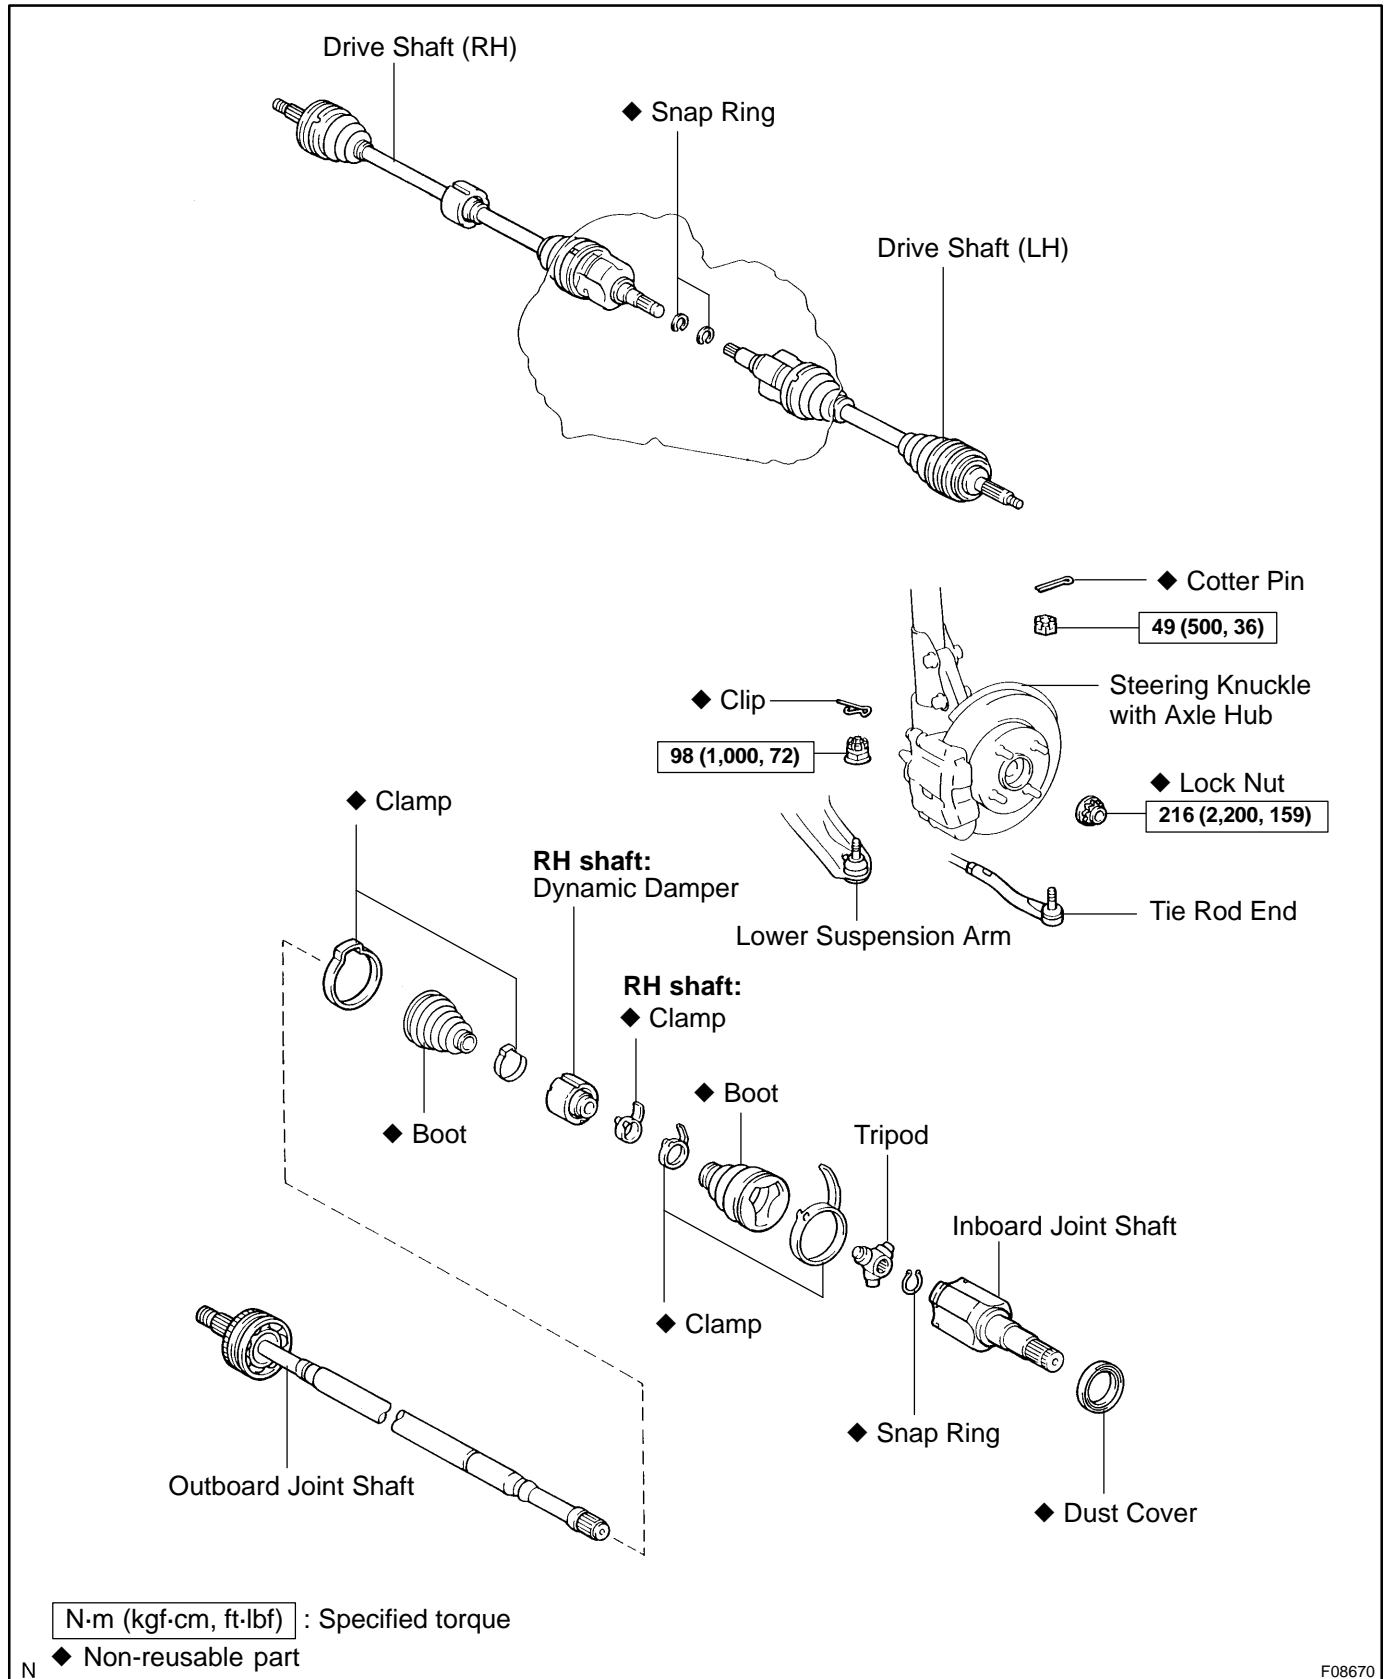 Drive Shaft (RH)
◆ Snap Ring
Drive Shaft (LH)
◆ Cotter Pin
49 (500, 36)
Steering Knuckle
with Axle Hub
◆ Clip
98 (1,000, 72)
◆ Lock Nut
216 (2,200, 159)
◆ Clamp
RH shaft:
Dynamic Damper
Tie Rod End
Lower Suspension Arm
RH shaft:
◆ Clamp
◆ Boot
◆ Boot
Tripod
Inboard Joint Shaft
◆ Clamp
◆ Snap Ring
Outboard Joint Shaft
◆ Dust Cover
N·m (kgf·cm, ft·lbf) : Specified torque
◆ Non-reusable part
N
F08670